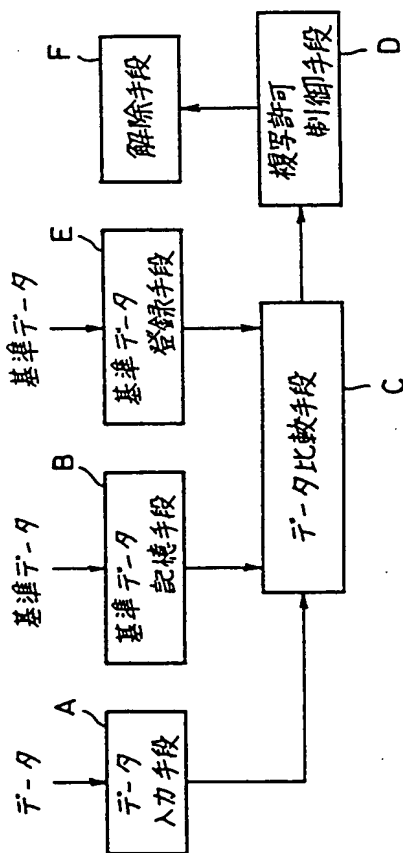 データ
A
データ
入力手段
基準データ
B
基準データ
記憶手段
基準データ
E
基準データ
登録手段
データ比較手段
C
複写許可
制御手段
D
解除手段
F